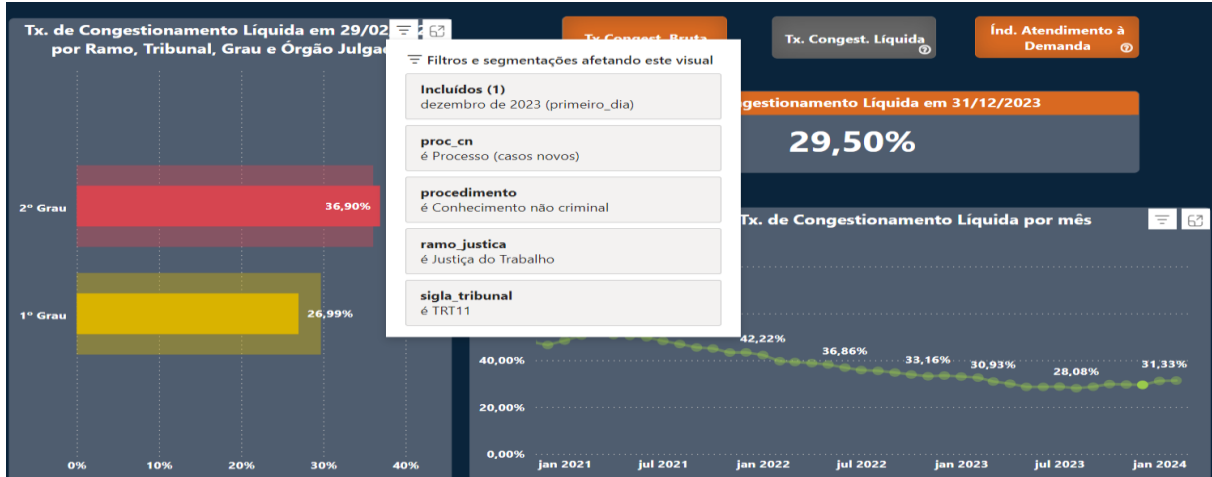 Tx. de Congestionamento Líquida em 29/02
por Ramo, Tribunal, Grau e Órgão
2º Grau
36,90%
1º Grau
26,99%
0%
10%
20%
30%
40%
Filtros e segmentações afetando este visual
Incluídos (1)
dezembro de 2023 (primeiro_dia)
proc_cn
é Processo (casos novos)
procedimento
é Conhecimento não criminal
ramo_justica
é Justiça do Trabalho
sigla_tribunal
é TRT11
Tx Congest. Bruta
Tx. Congest. Líquida
Índ. Atendimento à
Demanda
Líquida em 31/12/2023
29,50%
Tx. de Congestionamento Líquida por mês
42,22%
36,86%
33,16%
30,93%
28,08%
31,33%
40,00%
20,00%
0,00%
jan 2021
jul 2021
jan 2022
jul 2022
jan 2023
jul 2023
jan 2024